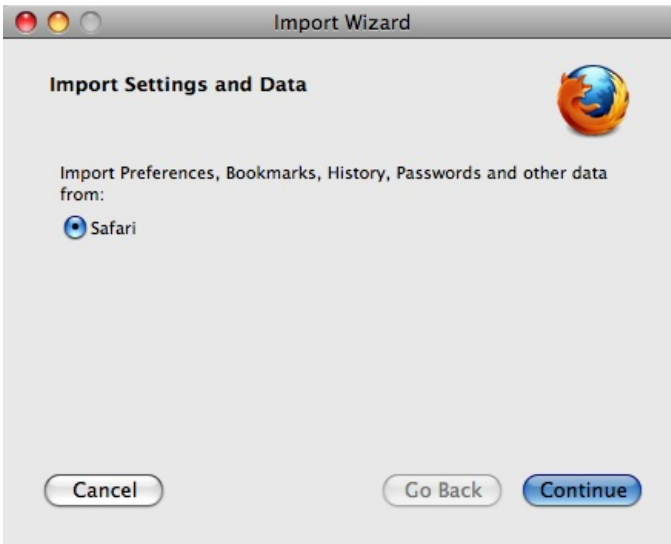 Import Wizard
Import Settings and Data
Import Preferences, Bookmarks, History, Passwords and other data
from:
Safari
Cancel
Go Back
Continue